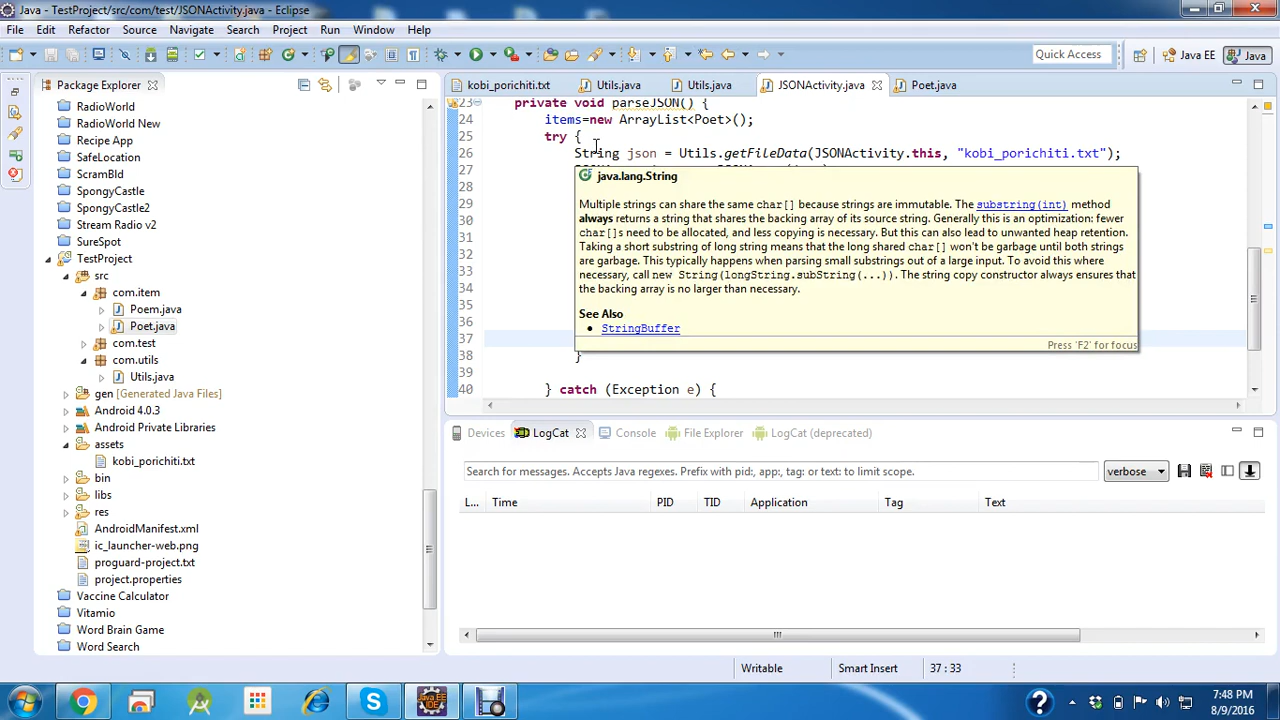 Java - TestProject/src/com/test/JSONActivity.java - Eclipse
File Edit Refactor Source Navigate Search Project Run Window Help
Quick Access
Java EE
Java
Package Explorer
RadioWorld
RadioWorld New
Recipe App
SafeLocation
ScramBld
SpongyCastle
SpongyCastle2
Stream Radio v2
SureSpot
TestProject
src
com.item
Poem.java
Poet.java
com.test
com.utils
Utils.java
gen [Generated Java Files]
Android 4.0.3
Android Private Libraries
assets
kobi_porichiti.txt
bin
libs
res
AndroidManifest.xml
ic_launcher-web.png
proguard-project.txt
project.properties
Vaccine Calculator
Vitamio
Word Brain Game
Word Search
kobi_porichiti.txt Utils.java Utils.java JSONActivity.java Poet.java
23 private void parseJSON() {
24 items=new ArrayList<Poet>();
25 try {
26 String json = Utils.getFileData(JSONActivity.this, "kobi_porichiti.txt");
27
28
29
30
31
32
33
34
35
36
37
38 }
39
40 } catch (Exception e) {
java.lang.String
Multiple strings can share the same char[] because strings are immutable. The substring(int) method
always returns a string that shares the backing array of its source string. Generally this is an optimization: fewer
char[]s need to be allocated, and less copying is necessary. But this can also lead to unwanted heap retention.
Taking a short substring of long string means that the long shared char[] won't be garbage until both strings
are garbage. This typically happens when parsing small substrings out of a large input. To avoid this where
necessary, call new String(longString.subString(...)). The string copy constructor always ensures that
the backing array is no larger than necessary.
See Also
• StringBuffer
Press 'F2' for focus
Devices LogCat Console File Explorer LogCat (deprecated)
Search for messages. Accepts Java regexes. Prefix with pid:, app:, tag: or text: to limit scope.
verbose
L... Time PID TID Application Tag Text
Writable Smart Insert 37 : 33
7:48 PM
8/9/2016